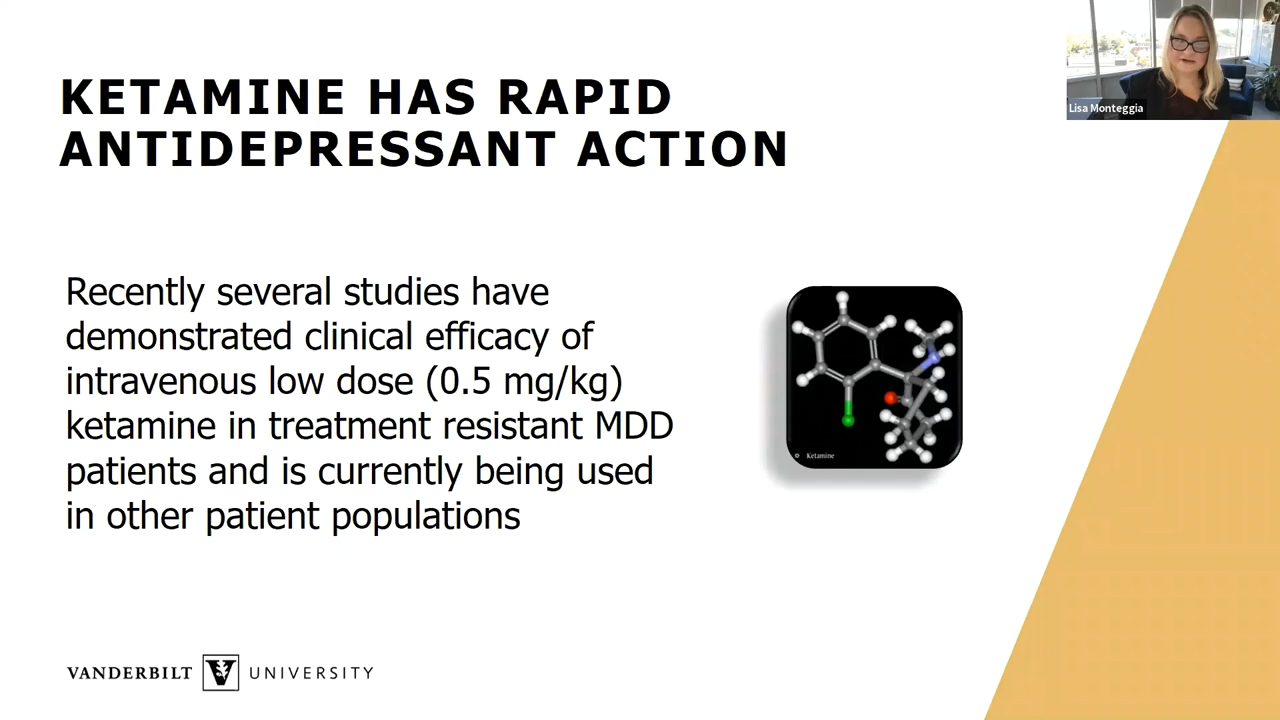 KETAMINE HAS RAPID
ANTIDEPRESSANT ACTION
Lisa Monteggia
Recently several studies have
demonstrated clinical efficacy of
intravenous low dose (0.5 mg/kg)
ketamine in treatment resistant MDD
patients and is currently being used
in other patient populations
Ketamine
VANDERBILT V UNIVERSITY